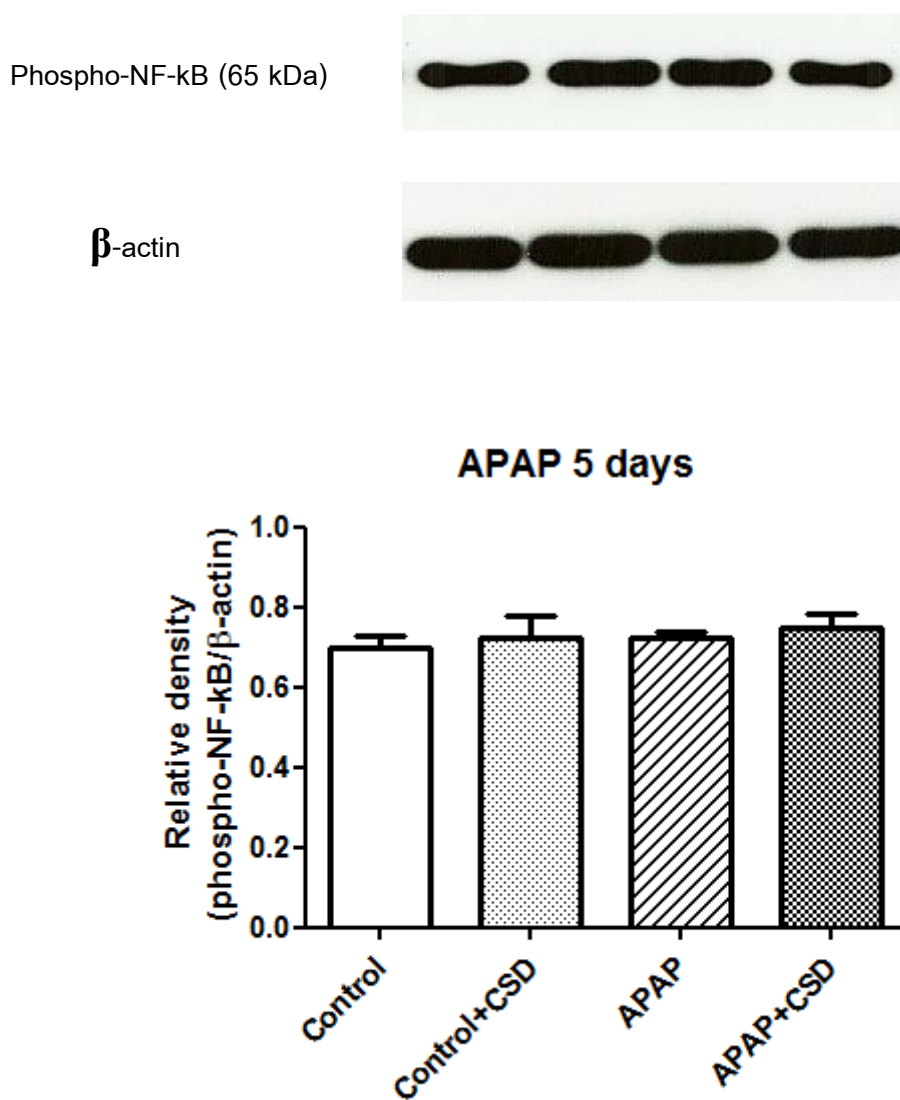 Phospho-NF-kB (65 kDa)
β-actin
APAP 5 days
Relative density
(phospho-NF-kB/β-actin)
1.0
0.8
0.6
0.4
0.2
0.0
Control
Control+CSD
APAP
APAP+CSD